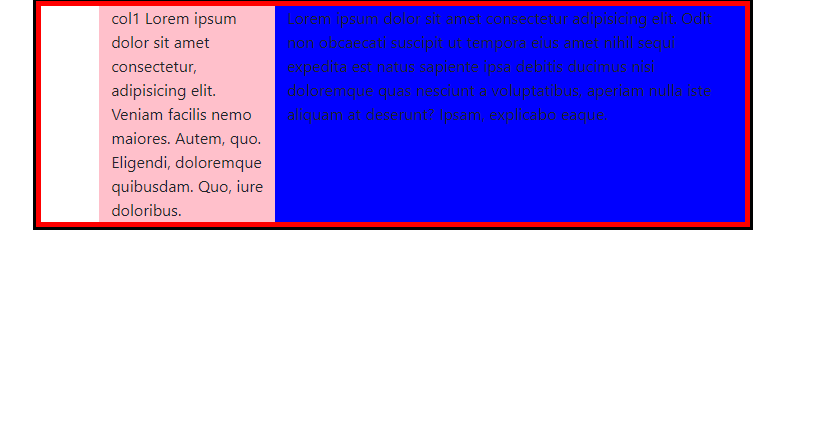 col1 Lorem ipsum
dolor sit amet
consectetur,
adipisicing elit.
Veniam facilis nemo
maiores. Autem, quo.
Eligendi, doloremque
quibusdam. Quo, iure
doloribus.
Lorem ipsum dolor sit amet consectetur adipisicing elit. Odit
non obcaecati suscipit ut tempora eius amet nihil sequi
expedita est natus sapiente ipsa debitis ducimus nisi
doloremque quas nesciunt a voluptatibus, aperiam nulla iste
aliquam at deserunt? Ipsam, explicabo eaque.